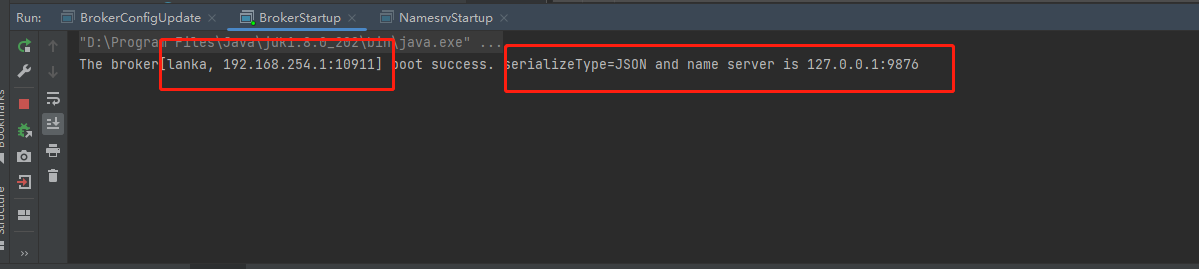 Run: BrokerConfigUpdate BrokerStartup NamesrvStartup
"D:\Program Files\Java\jdk1.8.0_202\bin\java.exe" ...
The broker[lanka, 192.168.254.1:10911] boot success. serializeType=JSON and name server is 127.0.0.1:9876
Bookmarks
Structure